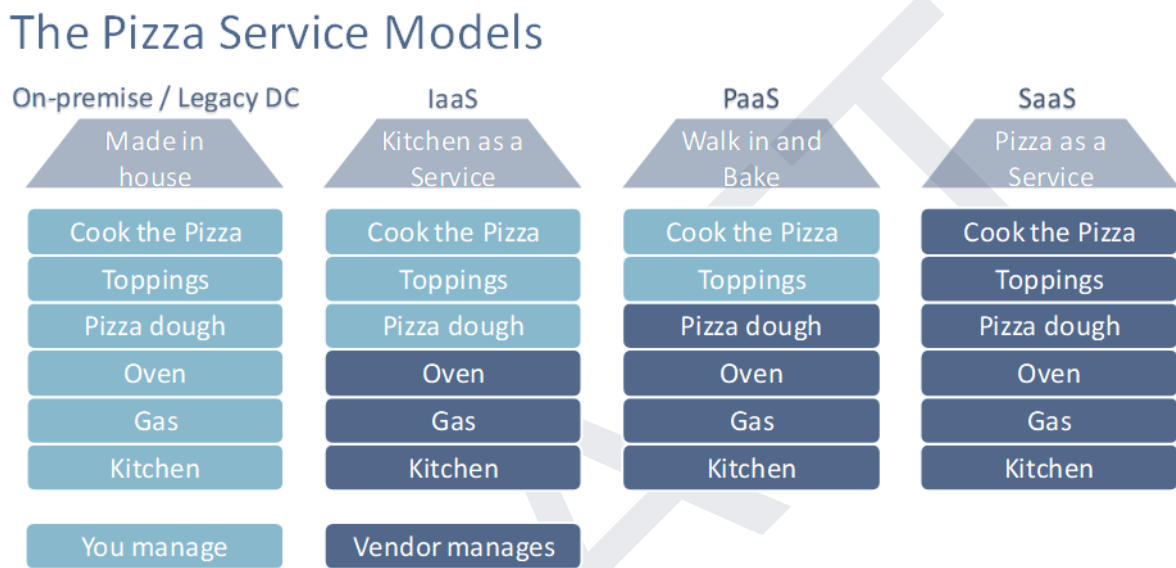 The Pizza Service Models
On-premise / Legacy DC
IaaS
PaaS
SaaS
Made in
house
Kitchen as a
Service
Walk in and
Bake
Pizza as a
Service
Cook the Pizza
Cook the Pizza
Cook the Pizza
Cook the Pizza
Toppings
Toppings
Toppings
Toppings
Pizza dough
Pizza dough
Pizza dough
Pizza dough
Oven
Oven
Oven
Oven
Gas
Gas
Gas
Gas
Kitchen
Kitchen
Kitchen
Kitchen
You manage
Vendor manages